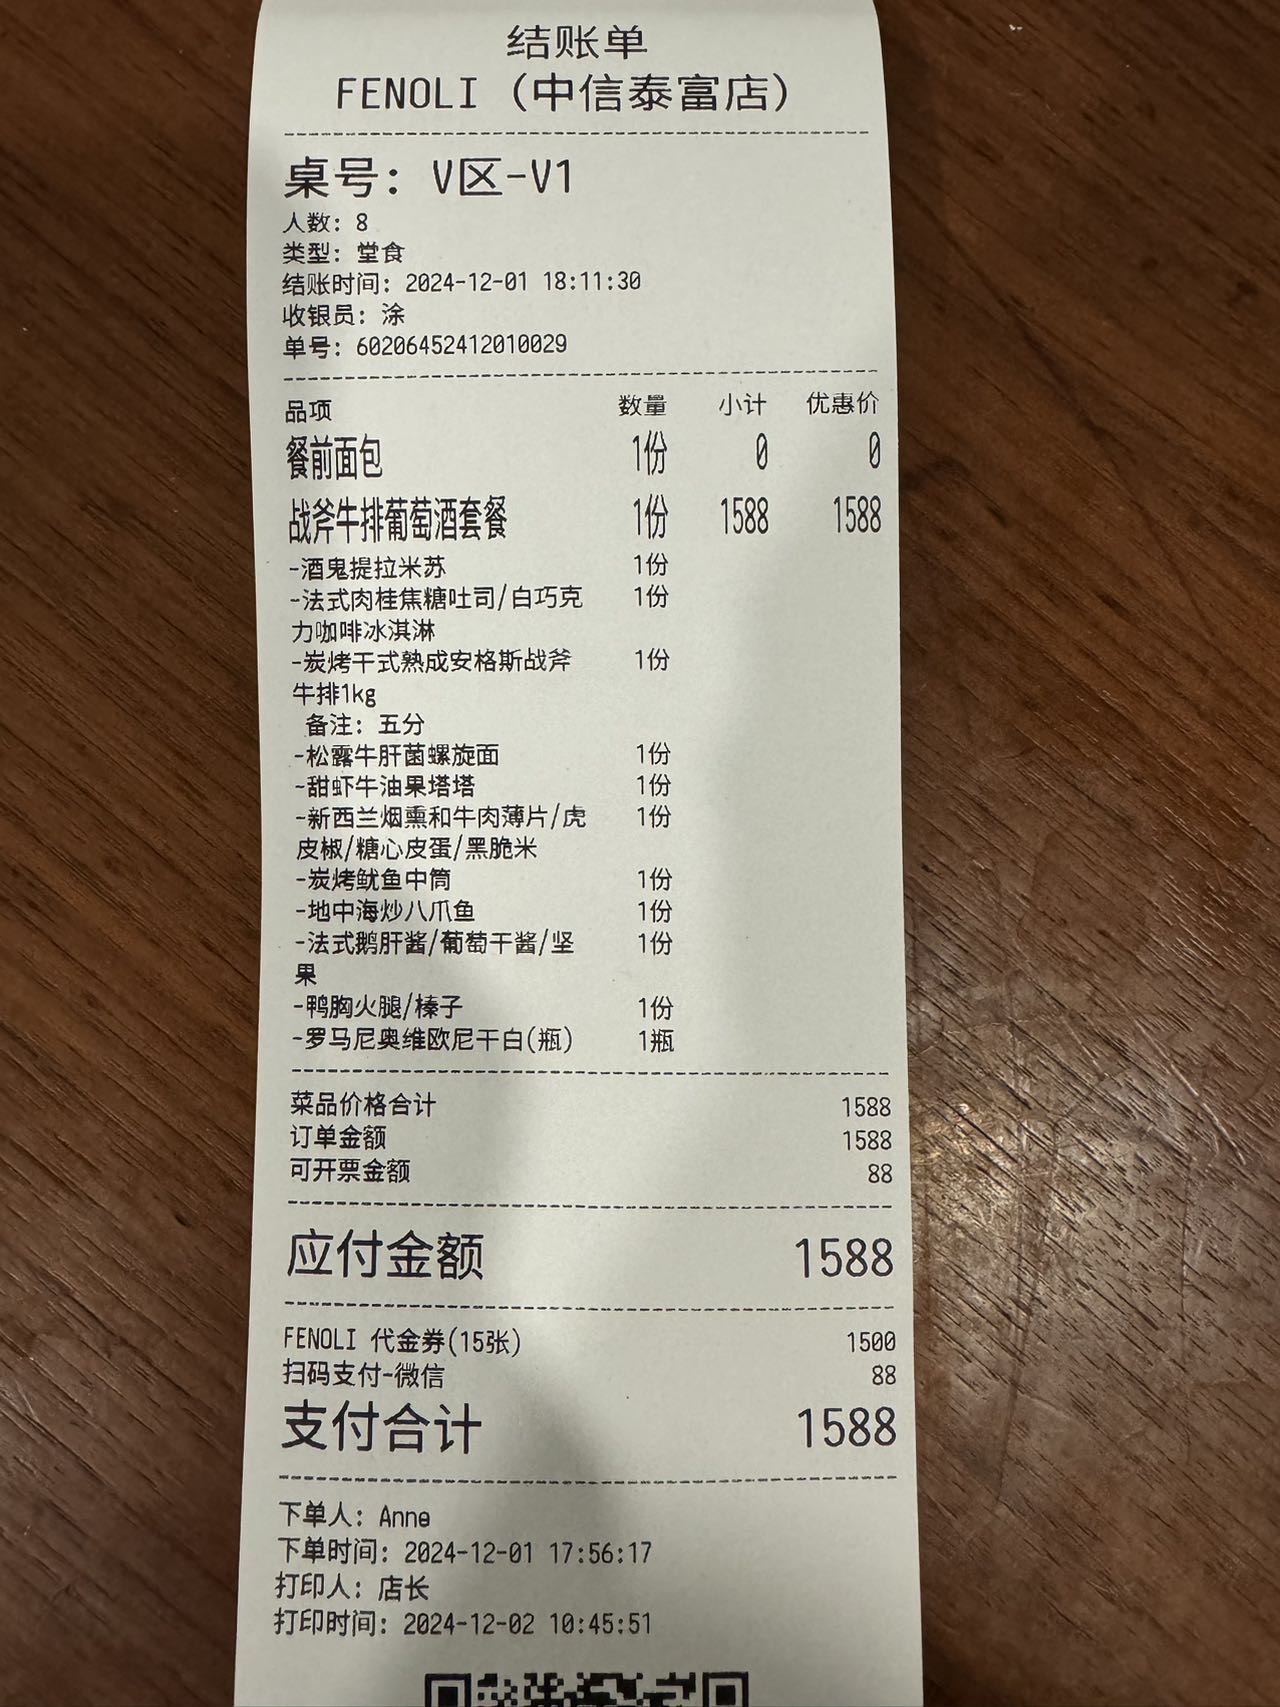 结账单
FENOLI（中信泰富店）
桌号：V区-V1
人数：8
类型：堂食
结账时间：2024-12-01 18:11:30
收银员：涂
单号：60206452412010029
品项 数量 小计 优惠价
餐前面包 1份 0 0
战斧牛排葡萄酒套餐 1份 1588 1588
-酒鬼提拉米苏 1份
-法式肉桂焦糖吐司/白巧克 1份
力咖啡冰淇淋
-炭烤干式熟成安格斯战斧 1份
牛排1kg
备注：五分
-松露牛肝菌螺旋面 1份
-甜虾牛油果塔塔 1份
-新西兰烟熏和牛肉薄片/虎 1份
皮椒/糖心皮蛋/黑脆米
-炭烤鱿鱼中筒 1份
-地中海炒八爪鱼 1份
-法式鹅肝酱/葡萄干酱/坚 1份
果
-鸭胸火腿/榛子 1份
-罗马尼奥维欧尼干白(瓶) 1瓶
菜品价格合计 1588
订单金额 1588
可开票金额 88
应付金额 1588
FENOLI 代金券(15张) 1500
扫码支付-微信 88
支付合计 1588
下单人：Anne
下单时间：2024-12-01 17:56:17
打印人：店长
打印时间：2024-12-02 10:45:51